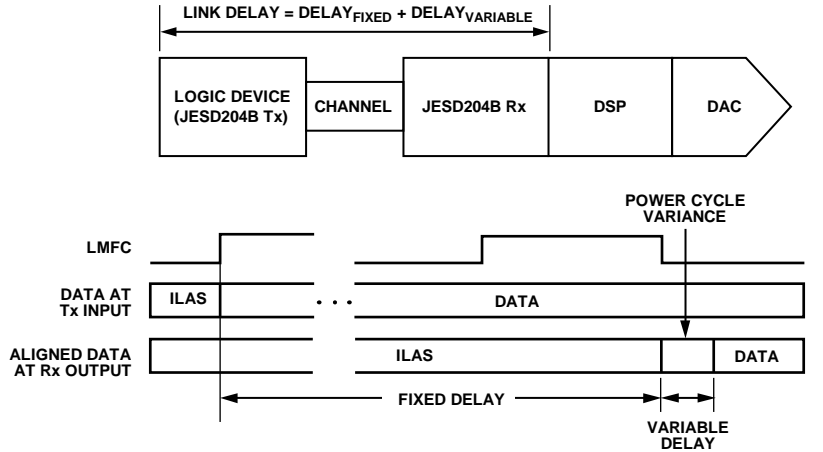 LINK DELAY = DELAYFIXED + DELAYVARIABLE
LOGIC DEVICE
(JESD204B Tx)
CHANNEL
JESD204B Rx
DSP
DAC
POWER CYCLE
VARIANCE
LMFC
DATA AT
Tx INPUT
ILAS
. . .
DATA
ALIGNED DATA
AT Rx OUTPUT
ILAS
DATA
FIXED DELAY
VARIABLE
DELAY